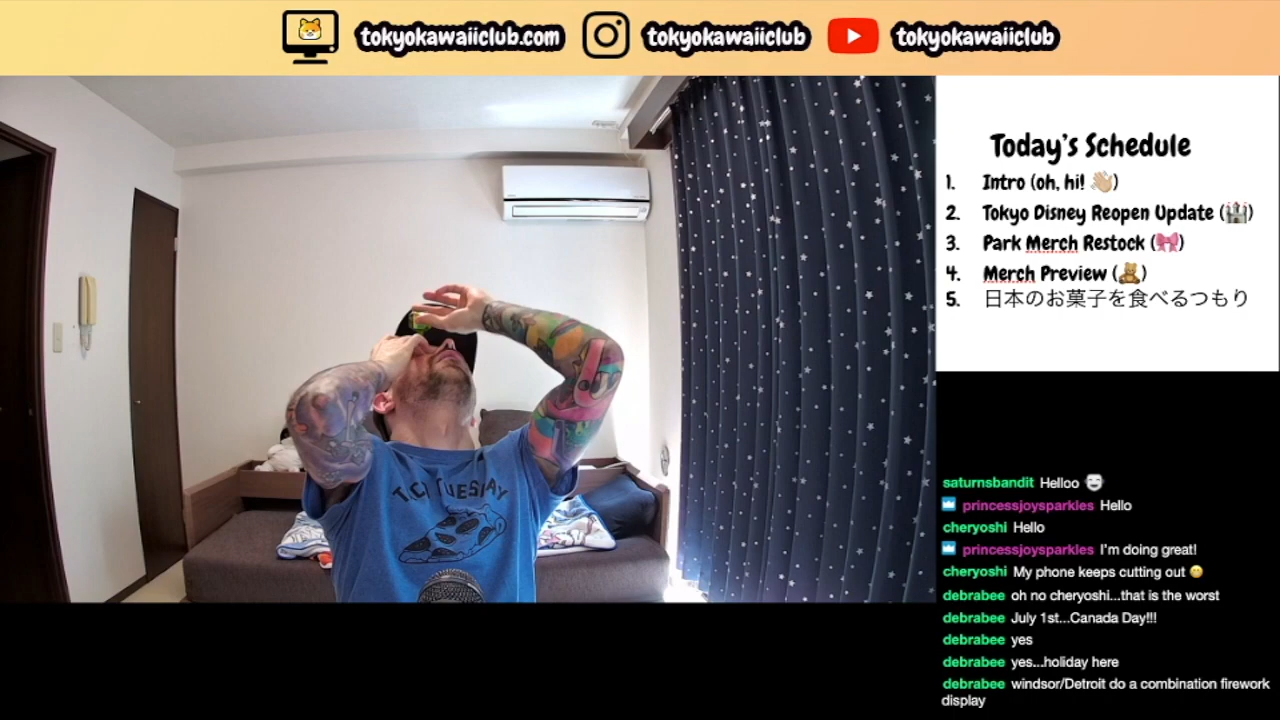 tokyokawaiiclub.com
tokyokawaiiclub
tokyokawaiiclub
Today's Schedule
1. Intro (oh, hi! 👋🏼)
2. Tokyo Disney Reopen Update (🏰)
3. Park Merch Restock (🎀)
4. Merch Preview (🧸)
5. 日本のお菓子を食べるつもり
saturnsbandit Helloo
princessjoysparkles Hello
cheryoshi Hello
princessjoysparkles I'm doing great!
cheryoshi My phone keeps cutting out 😁
debrabee oh no cheryoshi...that is the worst
debrabee July 1st...Canada Day!!!
debrabee yes
debrabee yes...holiday here
debrabee windsor/Detroit do a combination firework
display